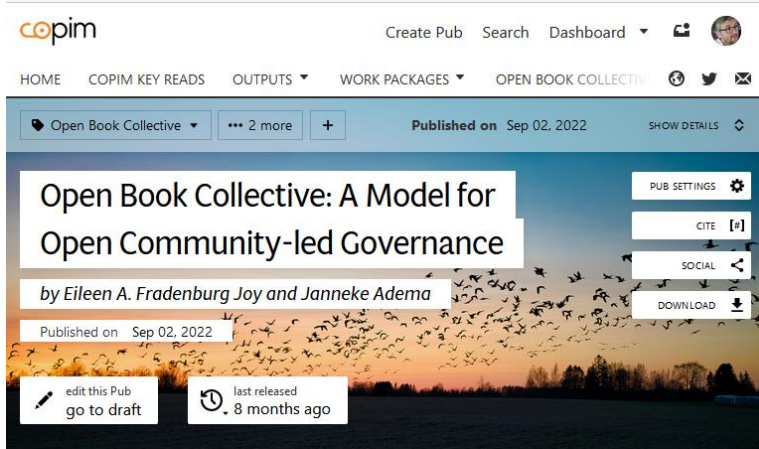 copim
Create Pub Search Dashboard
HOME COPIM KEY READS OUTPUTS WORK PACKAGES OPEN BOOK COLLECTIV
Open Book Collective ••• 2 more + Published on Sep 02, 2022 SHOW DETAILS
Open Book Collective: A Model for
Open Community-led Governance
by Eileen A. Fradenburg Joy and Janneke Adema
Published on Sep 02, 2022
PUB SETTINGS
CITE [#]
SOCIAL
DOWNLOAD
edit this Pub
go to draft
last released
8 months ago